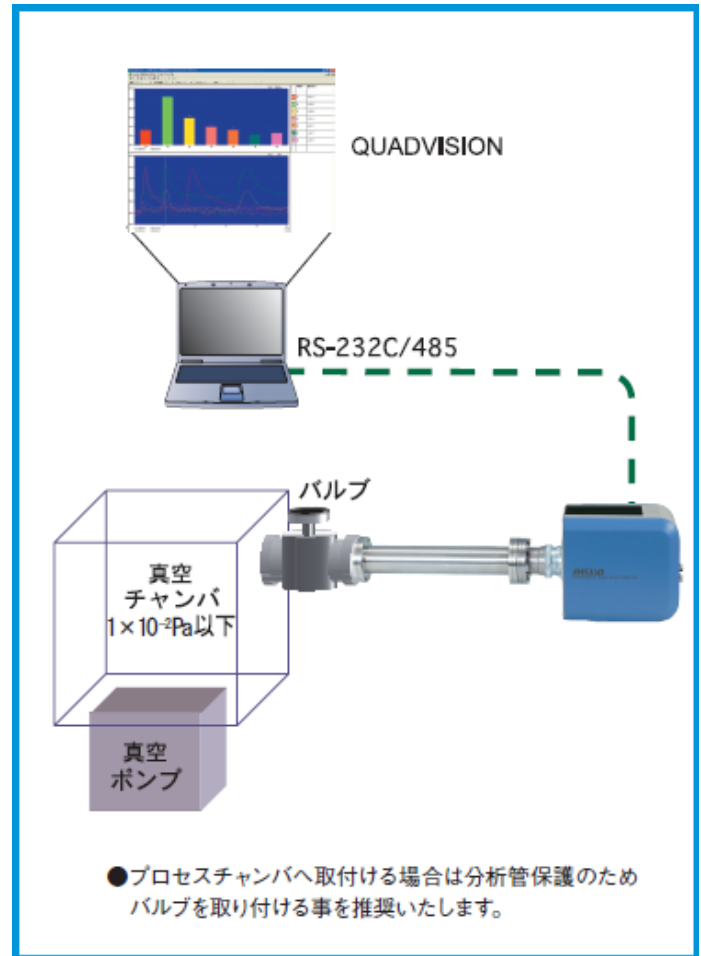 QUADVISION
RS-232C/485
バルブ
真空
チャンバ
1×10⁻²Pa以下
真空
ポンプ
●プロセスチャンバへ取付ける場合は分析管保護のため
バルブを取り付ける事を推奨いたします。